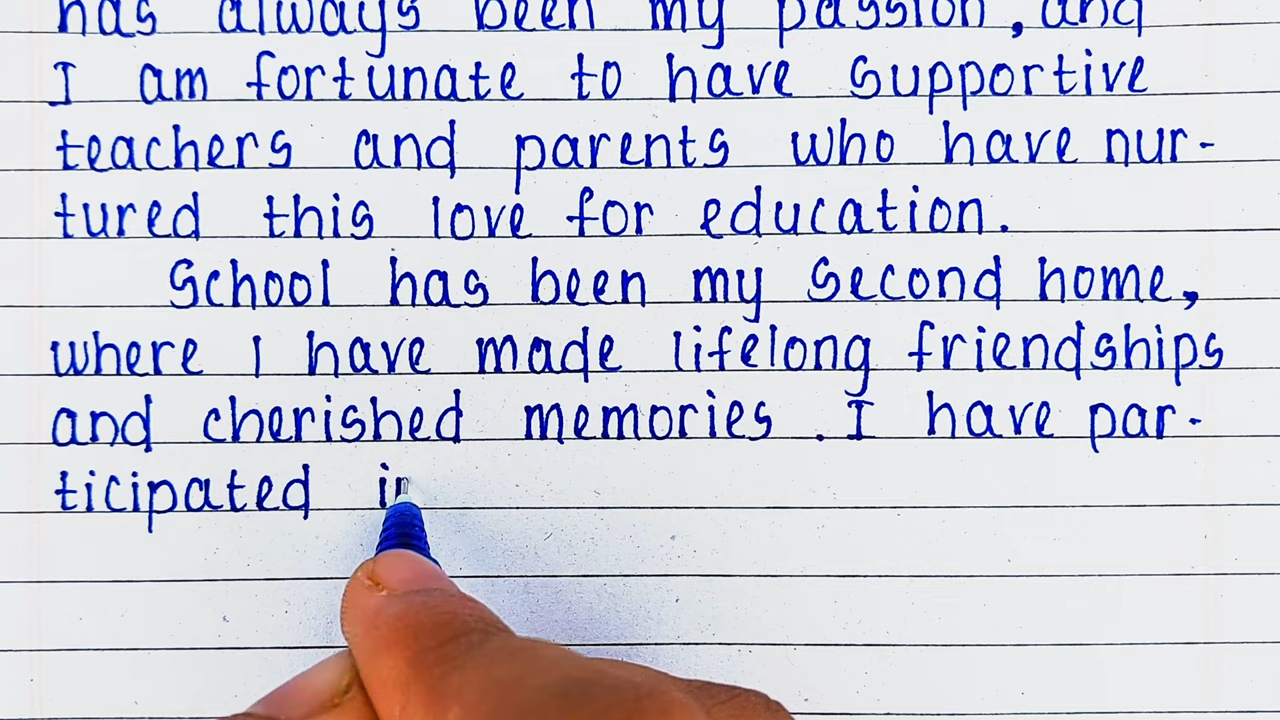 has always been my passion, and
I am fortunate to have supportive
teachers and parents who have nur-
tured this love for education.
School has been my second home,
where I have made lifelong friendships
and cherished memories. I have par-
ticipated in